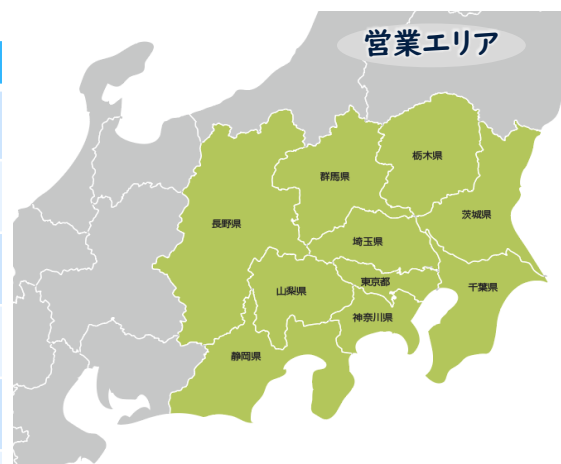 営業エリア
栃木県
群馬県
茨城県
長野県
埼玉県
東京都
千葉県
山梨県
神奈川県
静岡県